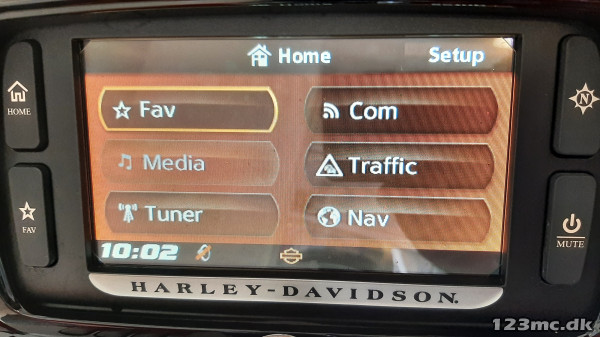 Home
Setup
Fav
Com
Media
Traffic
Tuner
Nav
10:02
HARLEY-DAVIDSON.
HOME
FAV
N
MUTE
123mc.dk